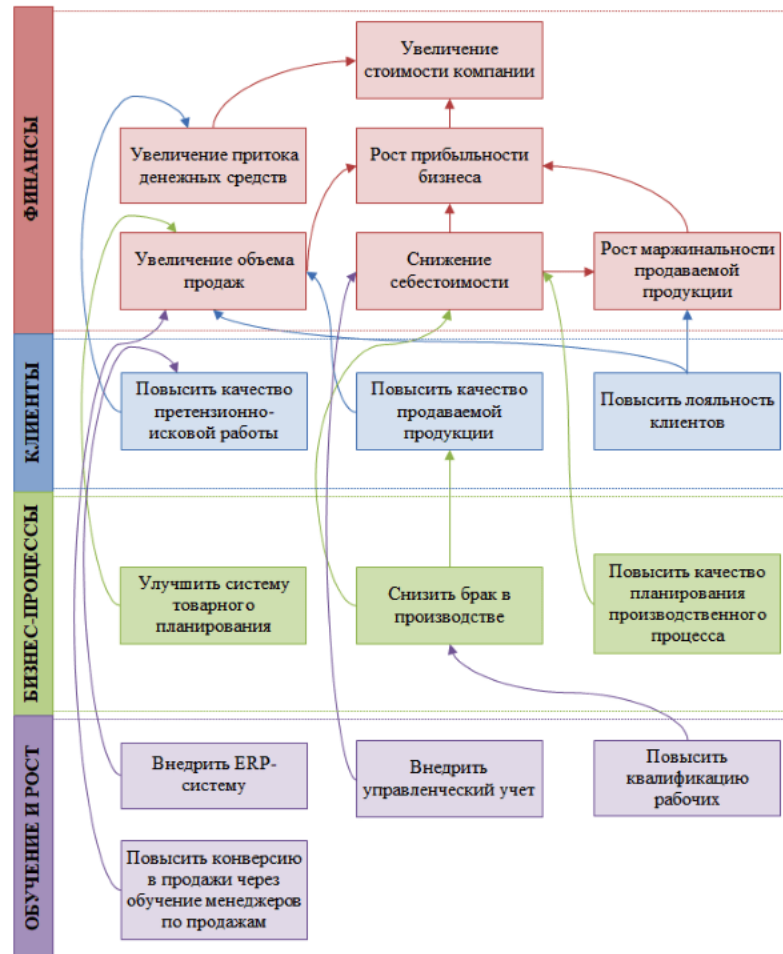 ФИНАНСЫ
Увеличение
стоимости компании
Увеличение притока
денежных средств
Рост прибыльности
бизнеса
Увеличение объема
продаж
Снижение
себестоимости
Рост маржинальности
продаваемой
продукции
КЛИЕНТЫ
Повысить качество
претензионно-
исковой работы
Повысить качество
продаваемой
продукции
Повысить лояльность
клиентов
БИЗНЕС-ПРОЦЕССЫ
Улучшить систему
товарного
планирования
Снизить брак в
производстве
Повысить качество
планирования
производственного
процесса
ОБУЧЕНИЕ И РОСТ
Внедрить ERP-
систему
Внедрить
управленческий учет
Повысить
квалификацию
рабочих
Повысить конверсию
в продажи через
обучение менеджеров
по продажам